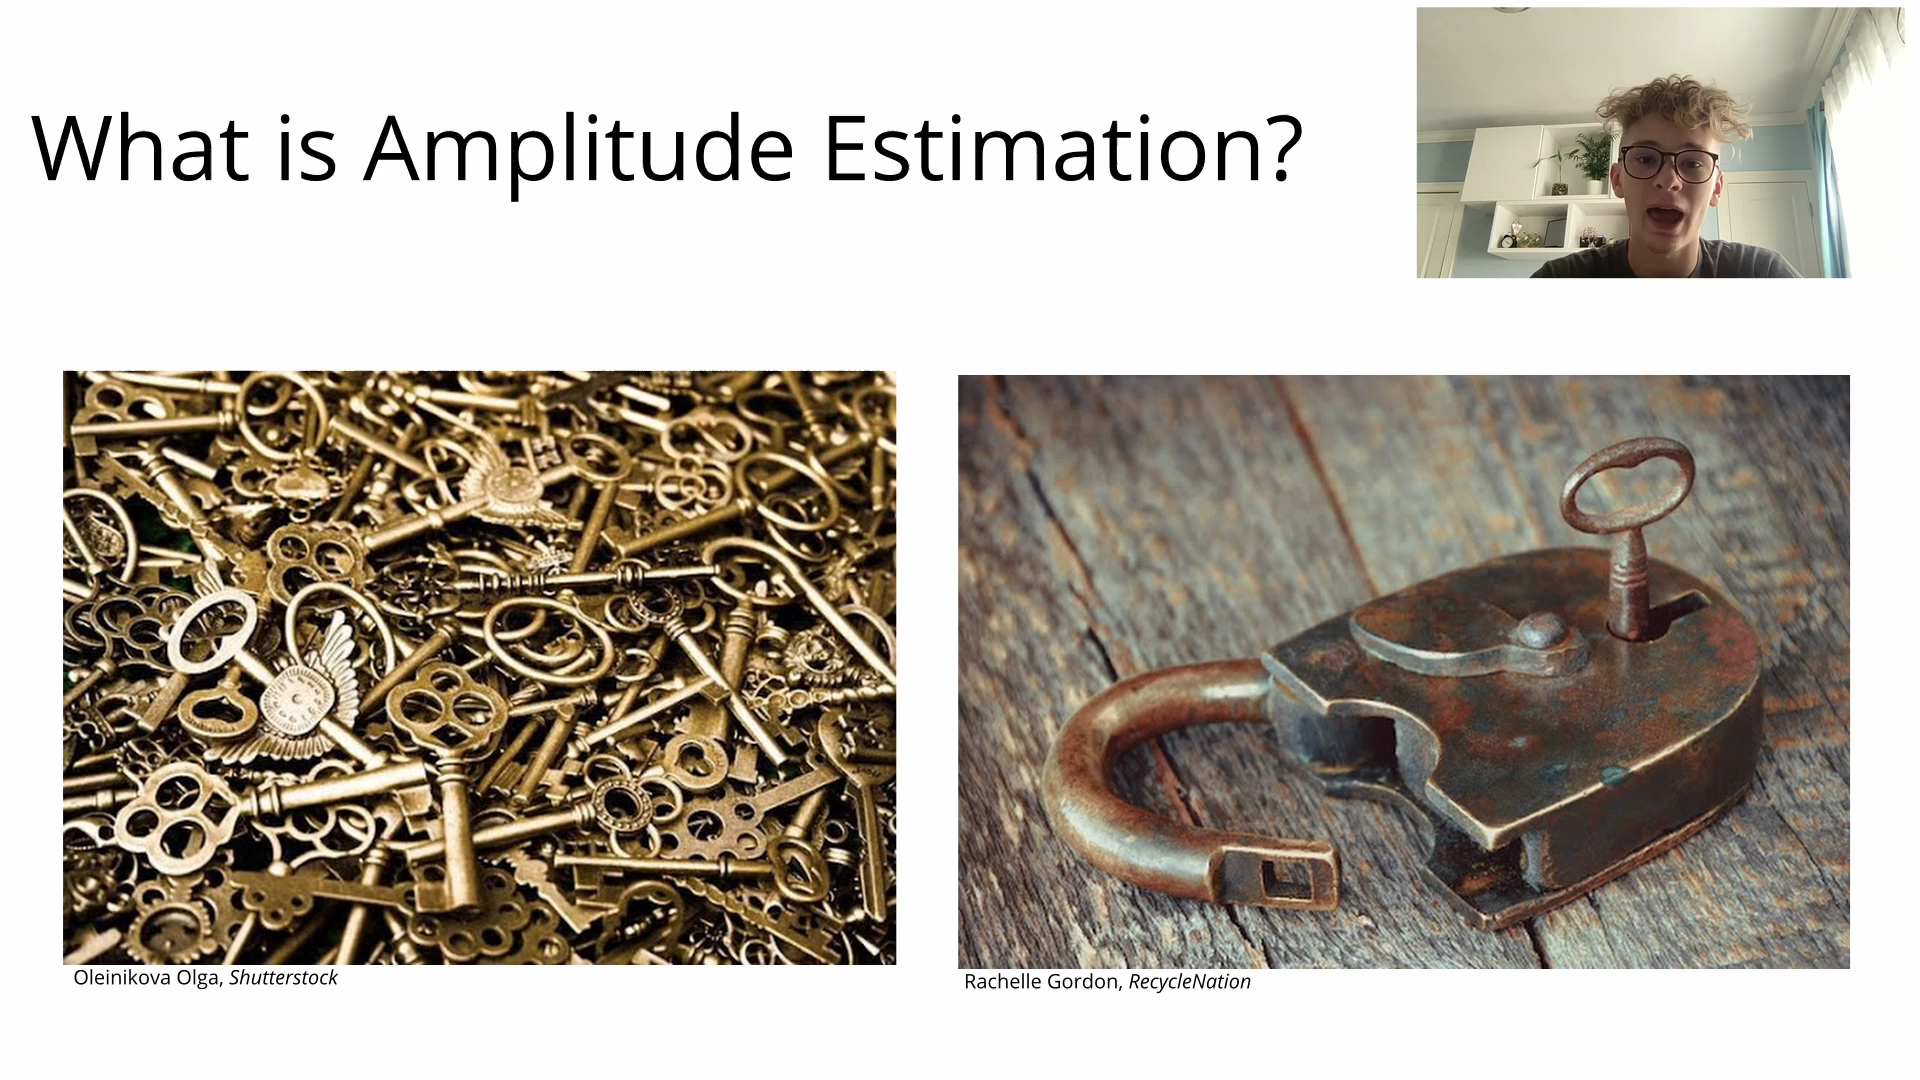 What is Amplitude Estimation?
Oleinikova Olga, Shutterstock
Rachelle Gordon, RecycleNation